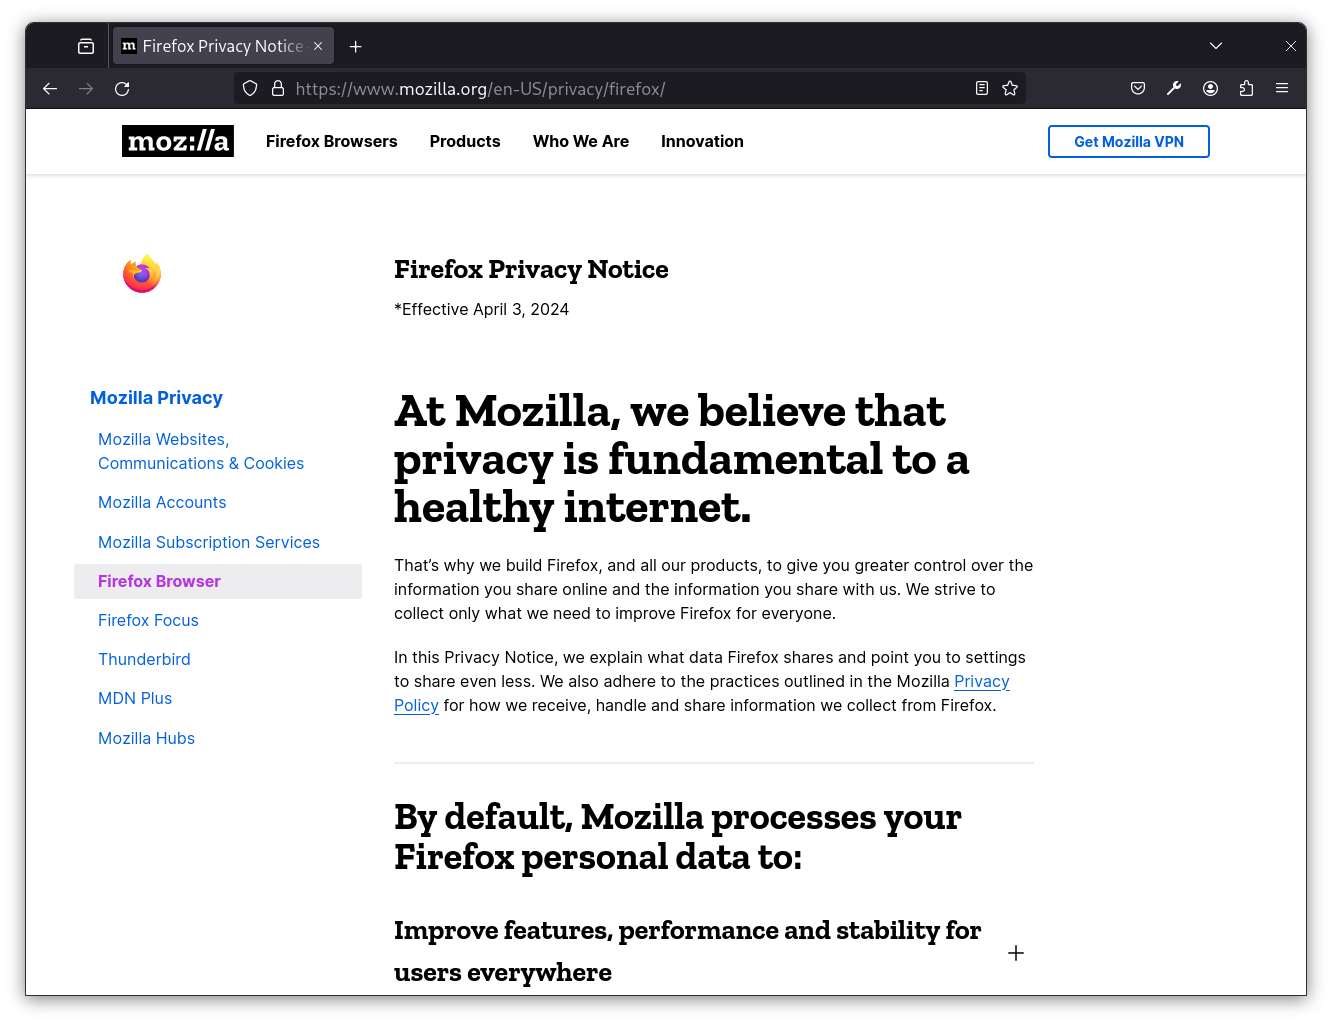 Firefox Privacy Notice
https://www.mozilla.org/en-US/privacy/firefox/
moz://a
Firefox Browsers
Products
Who We Are
Innovation
Get Mozilla VPN
Firefox Privacy Notice
*Effective April 3, 2024
Mozilla Privacy
Mozilla Websites,
Communications & Cookies
Mozilla Accounts
Mozilla Subscription Services
Firefox Browser
Firefox Focus
Thunderbird
MDN Plus
Mozilla Hubs
At Mozilla, we believe that
privacy is fundamental to a
healthy internet.
That’s why we build Firefox, and all our products, to give you greater control over the
information you share online and the information you share with us. We strive to
collect only what we need to improve Firefox for everyone.
In this Privacy Notice, we explain what data Firefox shares and point you to settings
to share even less. We also adhere to the practices outlined in the Mozilla Privacy
Policy for how we receive, handle and share information we collect from Firefox.
By default, Mozilla processes your
Firefox personal data to:
Improve features, performance and stability for
users everywhere